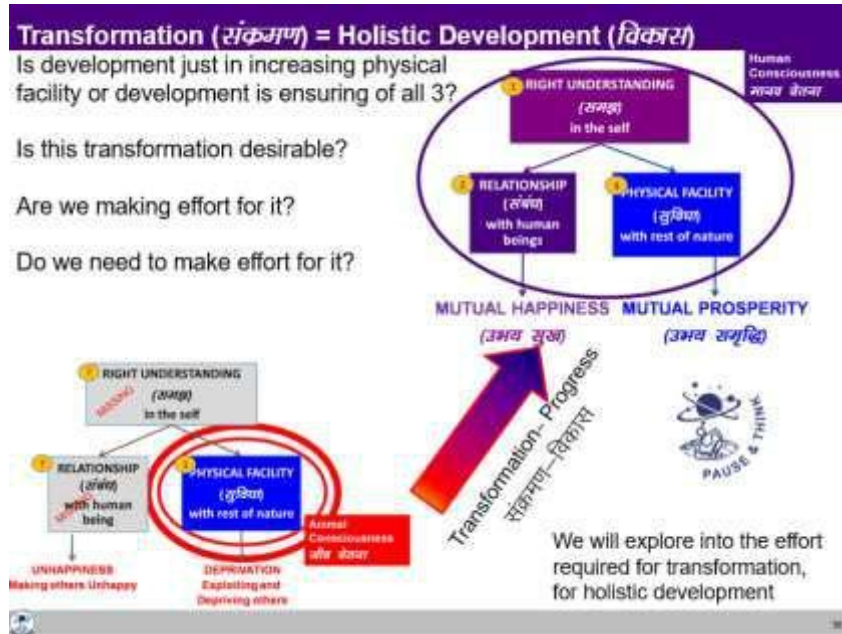 Transformation (संक्रमण) = Holistic Development (विकास)
Is development just in increasing physical
facility or development is ensuring of all 3?
Is this transformation desirable?
Are we making effort for it?
Do we need to make effort for it?
Human
Consciousness
मानव चेतना
1 RIGHT UNDERSTANDING
(समझ)
in the self
2 RELATIONSHIP
(संबंध)
with human
beings
3 PHYSICAL FACILITY
(सुविधा)
with rest of nature
MUTUAL HAPPINESS
(उभय सुख)
MUTUAL PROSPERITY
(उभय समृद्धि)
? RIGHT UNDERSTANDING
MISSING
(समझ)
in the self
? RELATIONSHIP
(संबंध)
MISSING
with human
being
PHYSICAL FACILITY
(सुविधा)
with rest of nature
Animal
Consciousness
जीव चेतना
UNHAPPINESS
Making others Unhappy
DEPRIVATION
Exploiting and
Depriving others
Transformation– Progress
संक्रमण–विकास
PAUSE & THINK
We will explore into the effort
required for transformation,
for holistic development